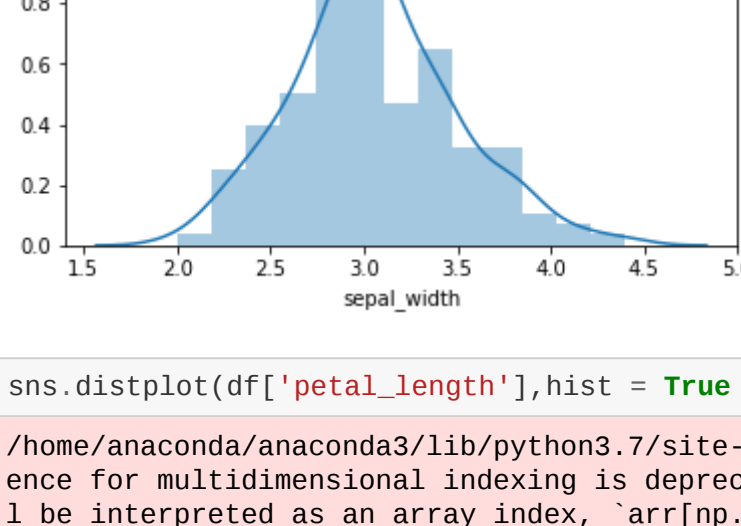 0.8
0.6
0.4
0.2
0.0
1.5 2.0 2.5 3.0 3.5 4.0 4.5 5.
sepal_width
sns.distplot(df['petal_length'],hist = True
/home/anaconda/anaconda3/lib/python3.7/site-
ence for multidimensional indexing is deprec
l be interpreted as an array index, `arr[np.